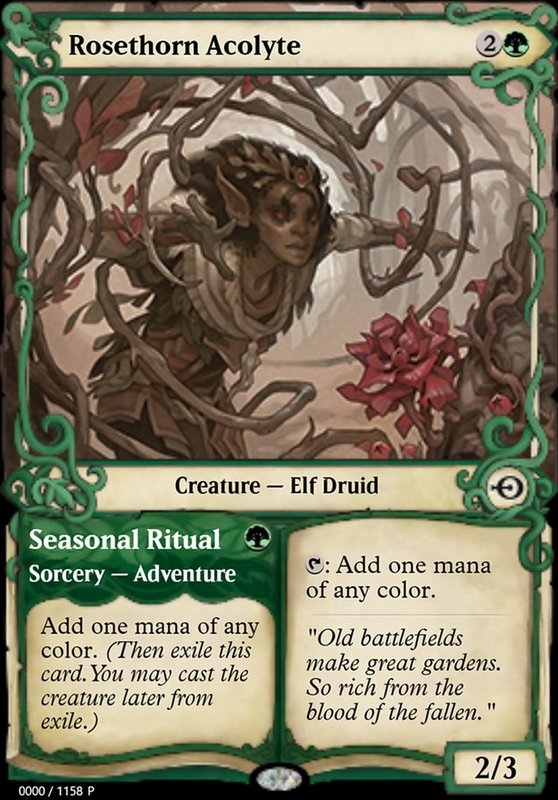 Rosethorn Acolyte 2
Creature — Elf Druid
Seasonal Ritual
Sorcery — Adventure
Add one mana of any
color. (Then exile this
card.You may cast the
creature later from
exile.)
: Add one mana
of any color.
"Old battlefields
make great gardens.
So rich from the
blood of the fallen."
2/3
0000 / 1158 P